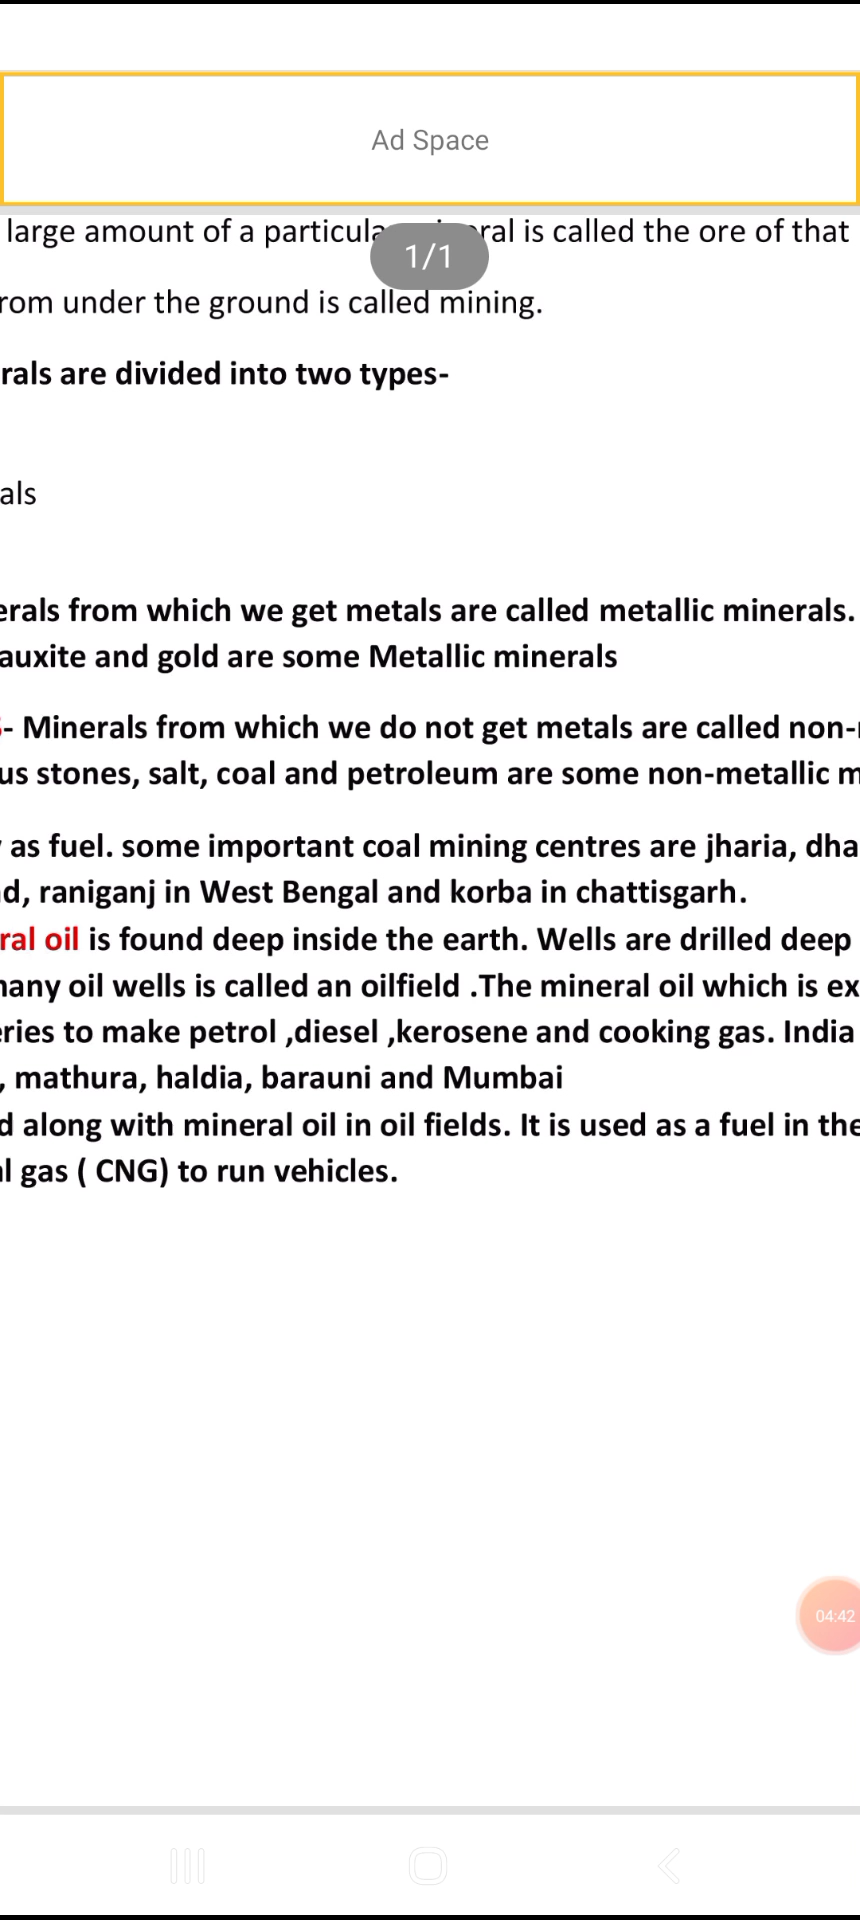 Ad Space
large amount of a particula ral is called the ore of that
1/1
rom under the ground is called mining.
rals are divided into two types-
als
erals from which we get metals are called metallic minerals.
auxite and gold are some Metallic minerals
- Minerals from which we do not get metals are called non-
us stones, salt, coal and petroleum are some non-metallic m
as fuel. some important coal mining centres are jharia, dha
d, raniganj in West Bengal and korba in chattisgarh.
ral oil is found deep inside the earth. Wells are drilled deep
any oil wells is called an oilfield .The mineral oil which is ex
ries to make petrol ,diesel ,kerosene and cooking gas. India
, mathura, haldia, barauni and Mumbai
d along with mineral oil in oil fields. It is used as a fuel in the
l gas ( CNG) to run vehicles.
04:42